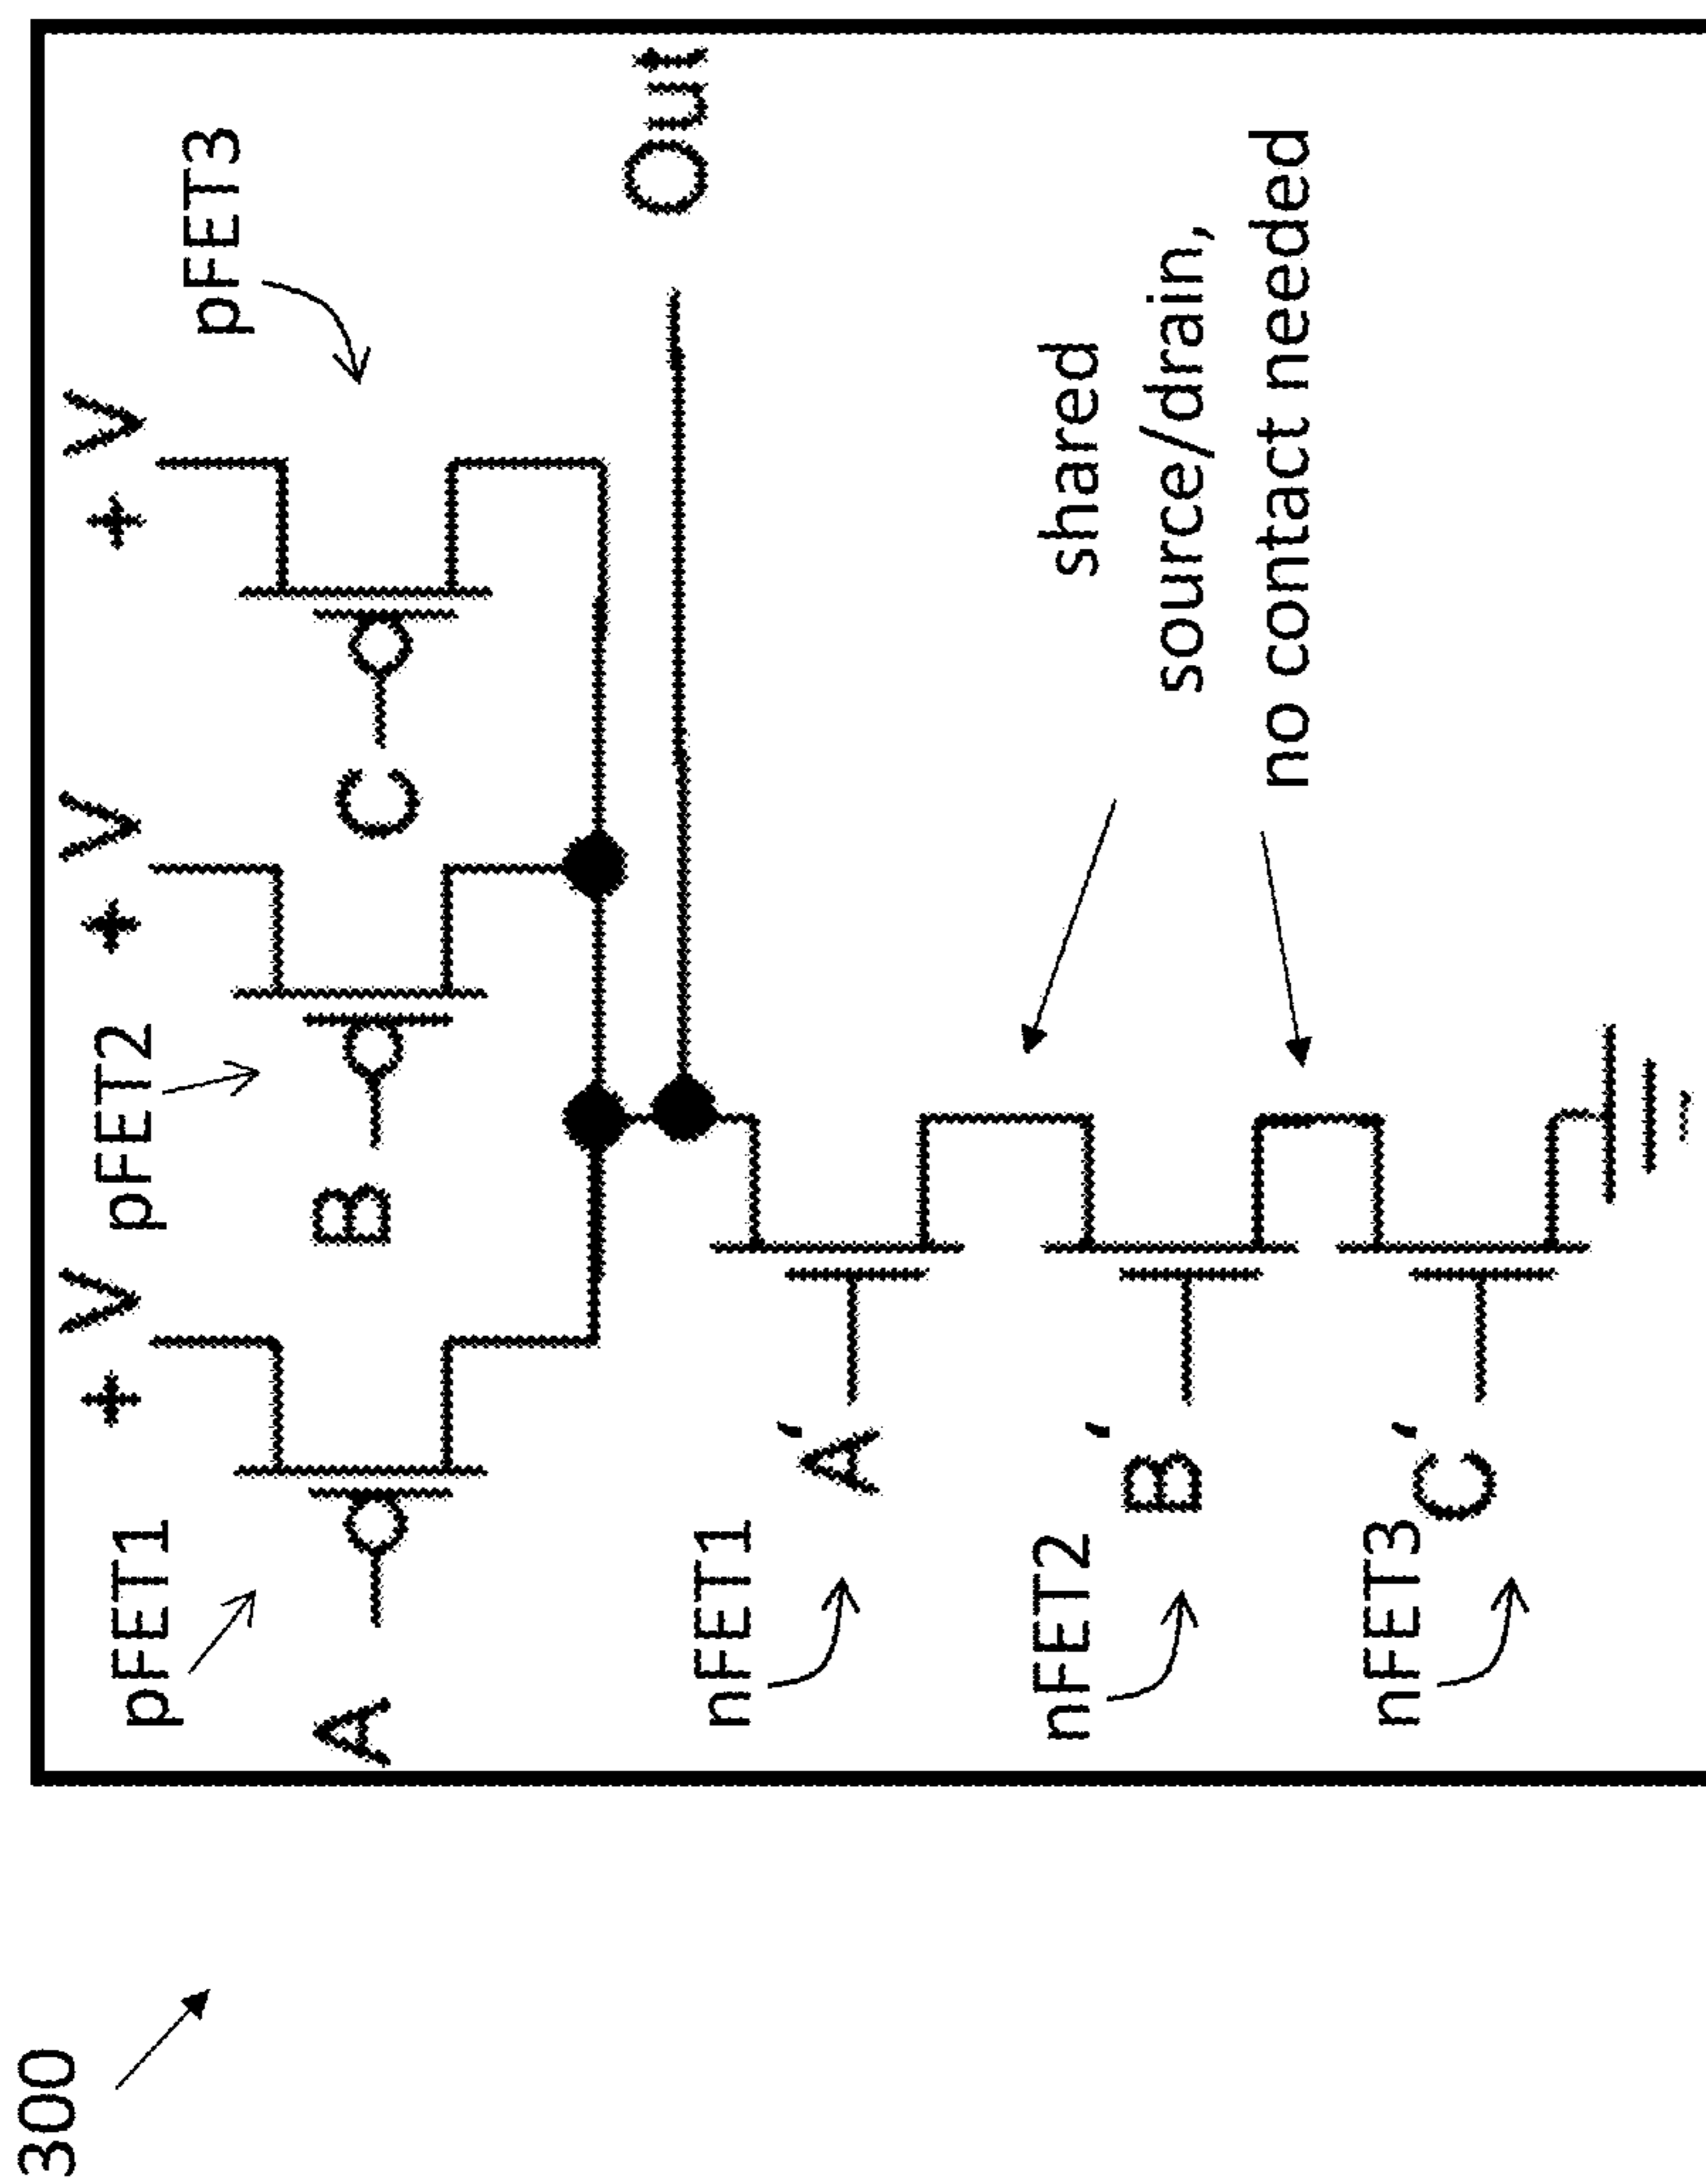 300
+ V
+ V
+ V
pFET1
pFET2
pFET3
A
B
C
Out
nFET1
A'
shared
source/drain,
no contact needed
nFET2
B'
nFET3
C'